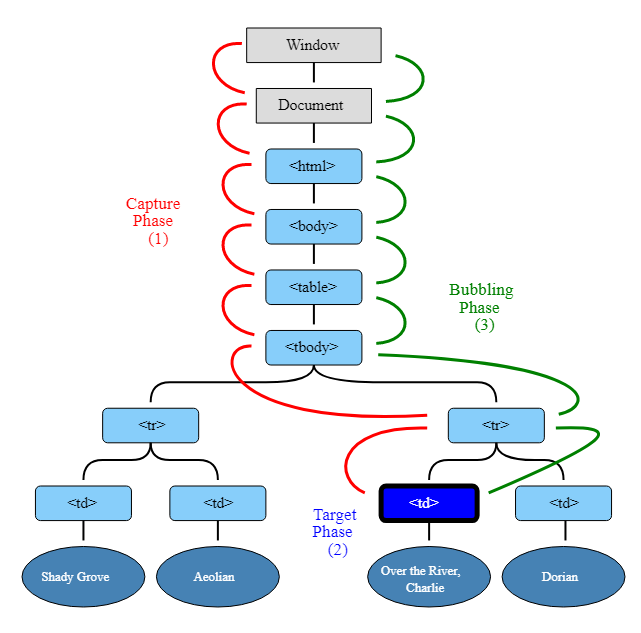 Window
Document
<html>
Capture
Phase
(1)
<body>
<table>
Bubbling
Phase
(3)
<tbody>
<tr>
<tr>
<td>
<td>
<td>
<td>
Target
Phase
(2)
Shady Grove
Aeolian
Over the River,
Charlie
Dorian